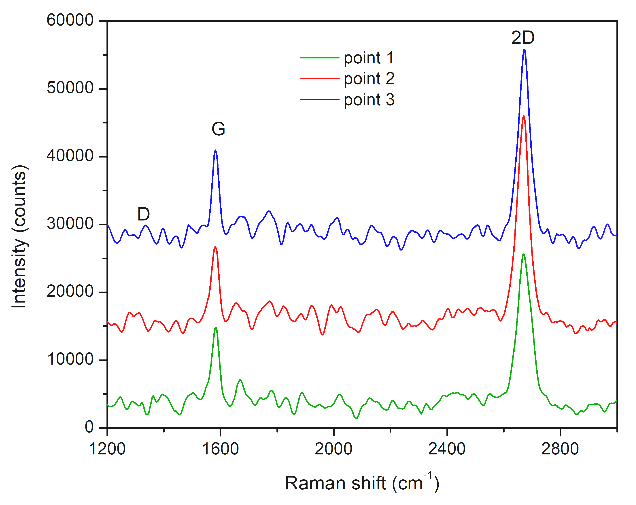 60000
50000
40000
30000
20000
10000
0
Intensity (counts)
2D
point 1
point 2
point 3
G
D
1200 1600 2000 2400 2800
Raman shift (cm⁻¹)